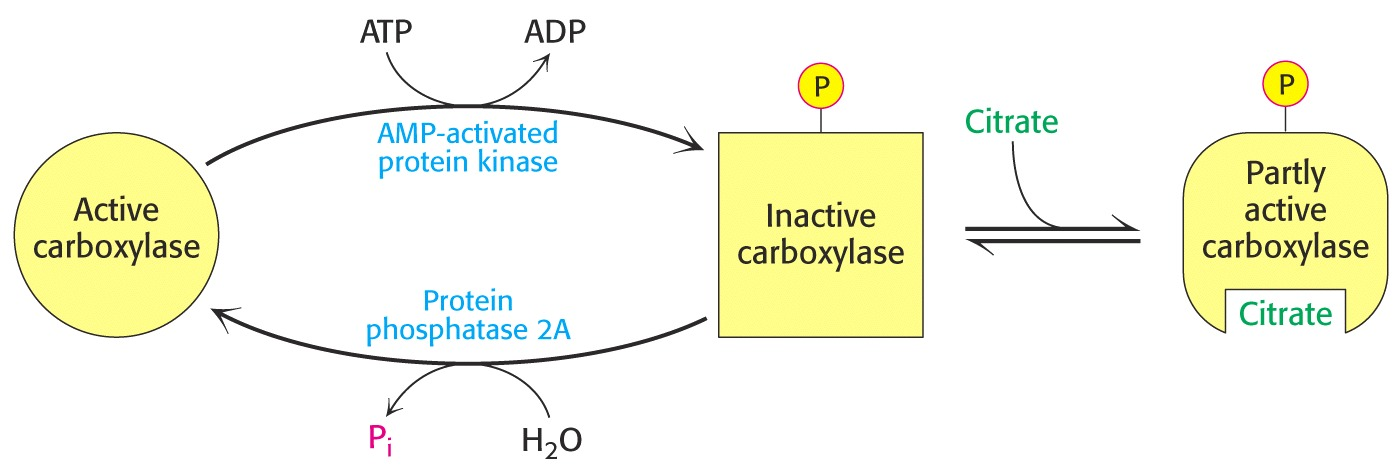 ATP
ADP
AMP-activated
protein kinase
Active
carboxylase
P
Inactive
carboxylase
Citrate
P
Partly
active
carboxylase
Citrate
Protein
phosphatase 2A
Pi
H₂O